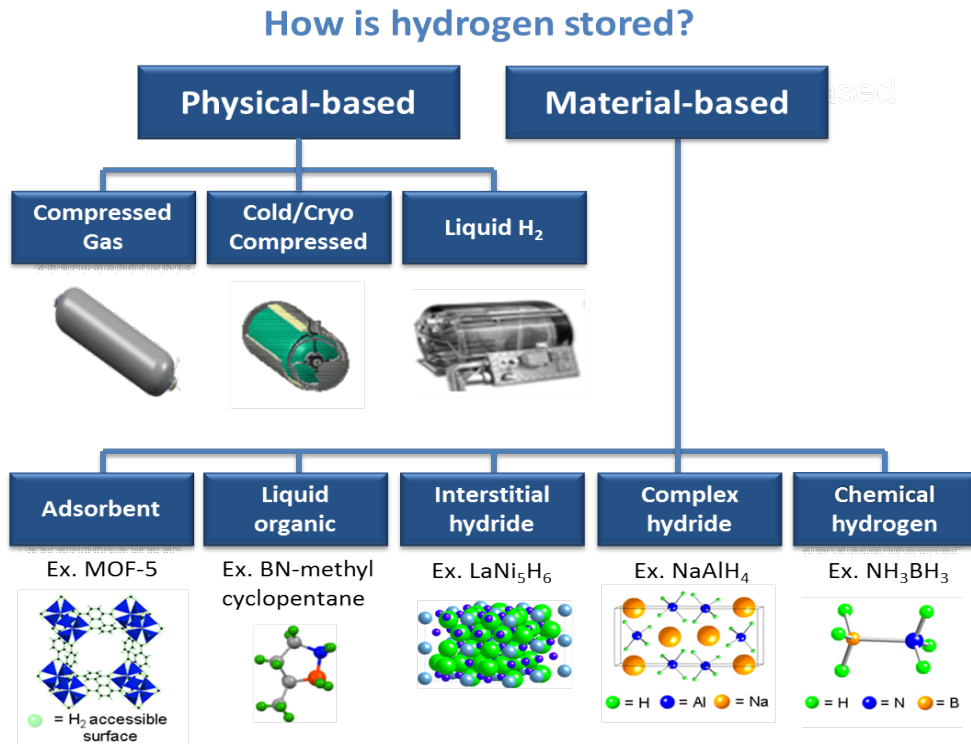 How is hydrogen stored?
Physical-based
Material-based
ased
Compressed
Gas
Cold/Cryo
Compressed
Liquid H₂
Adsorbent
Liquid
organic
Interstitial
hydride
Complex
hydride
Chemical
hydrogen
Ex. MOF-5
Ex. BN-methyl
cyclopentane
Ex. LaNi₅H₆
Ex. NaAlH₄
Ex. NH₃BH₃
= H₂ accessible
surface
= H = Al = Na
= H = N = B